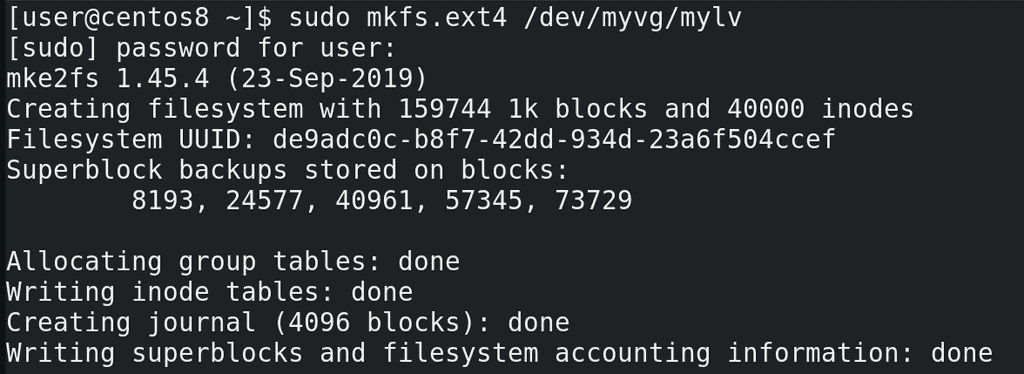 [user@centos8 ~]$ sudo mkfs.ext4 /dev/myvg/mylv
[sudo] password for user:
mke2fs 1.45.4 (23-Sep-2019)
Creating filesystem with 159744 1k blocks and 40000 inodes
Filesystem UUID: de9adc0c-b8f7-42dd-934d-23a6f504ccef
Superblock backups stored on blocks:
        8193, 24577, 40961, 57345, 73729

Allocating group tables: done
Writing inode tables: done
Creating journal (4096 blocks): done
Writing superblocks and filesystem accounting information: done